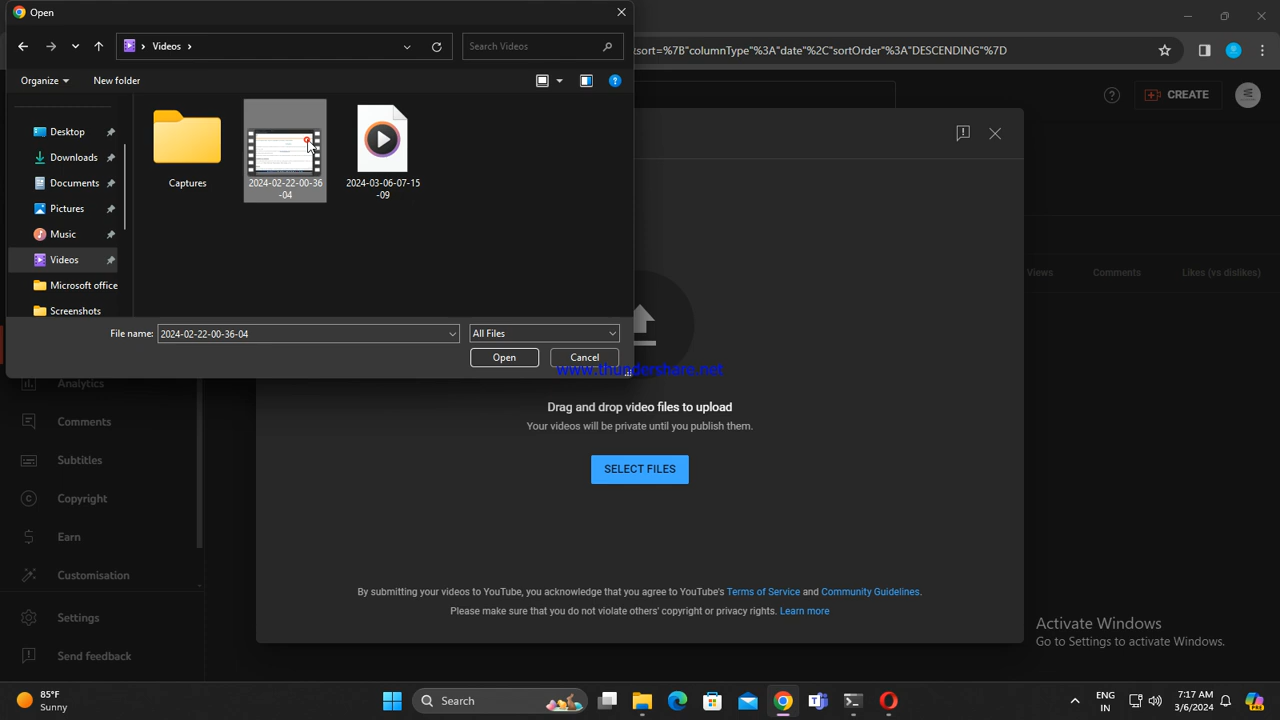 Open
Videos
Search Videos
sort=%7B"columnType"%3A"date"%2C"sortOrder"%3A"DESCENDING"%7D
Organize
New folder
CREATE
Desktop
Downloads
Documents
Pictures
Music
Videos
Microsoft office
Screenshots
Captures
2024-02-22-00-36
-04
2024-03-06-07-15
-09
Views
Comments
Likes (vs dislikes)
File name:
2024-02-22-00-36-04
All Files
Open
Cancel
www.thundershare.net
Analytics
Comments
Subtitles
Copyright
Earn
Customisation
Settings
Send feedback
Drag and drop video files to upload
Your videos will be private until you publish them.
SELECT FILES
By submitting your videos to YouTube, you acknowledge that you agree to YouTube's Terms of Service and Community Guidelines.
Please make sure that you do not violate others' copyright or privacy rights. Learn more
Activate Windows
Go to Settings to activate Windows.
85°F
Sunny
Search
ENG
IN
7:17 AM
3/6/2024